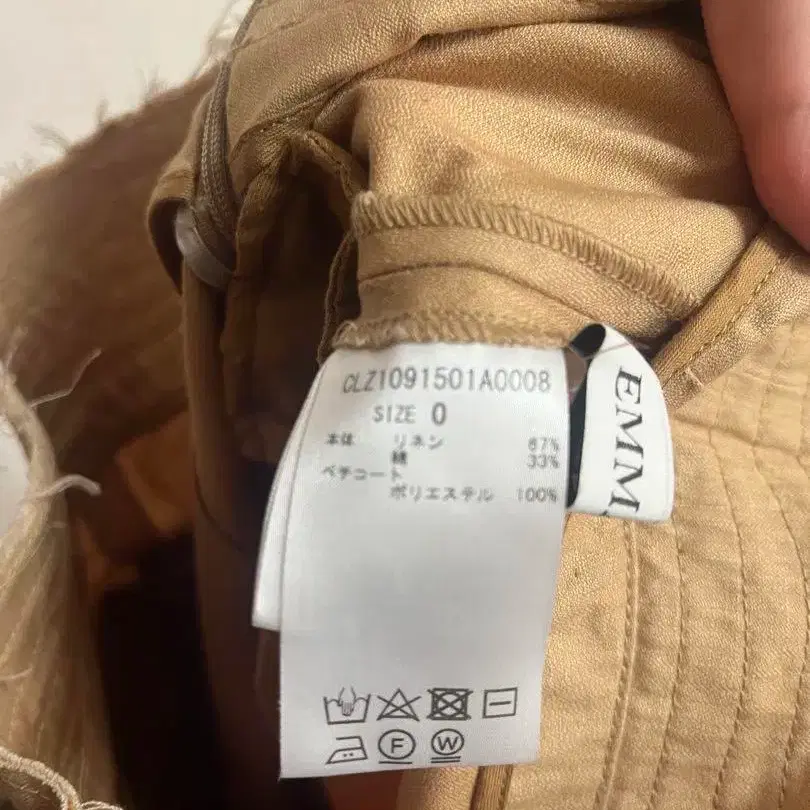 CLZ1091501A0008
SIZE 0
本体 リネン 67%
綿 33%
ペチコート
ポリエステル 100%
F
W
EMM